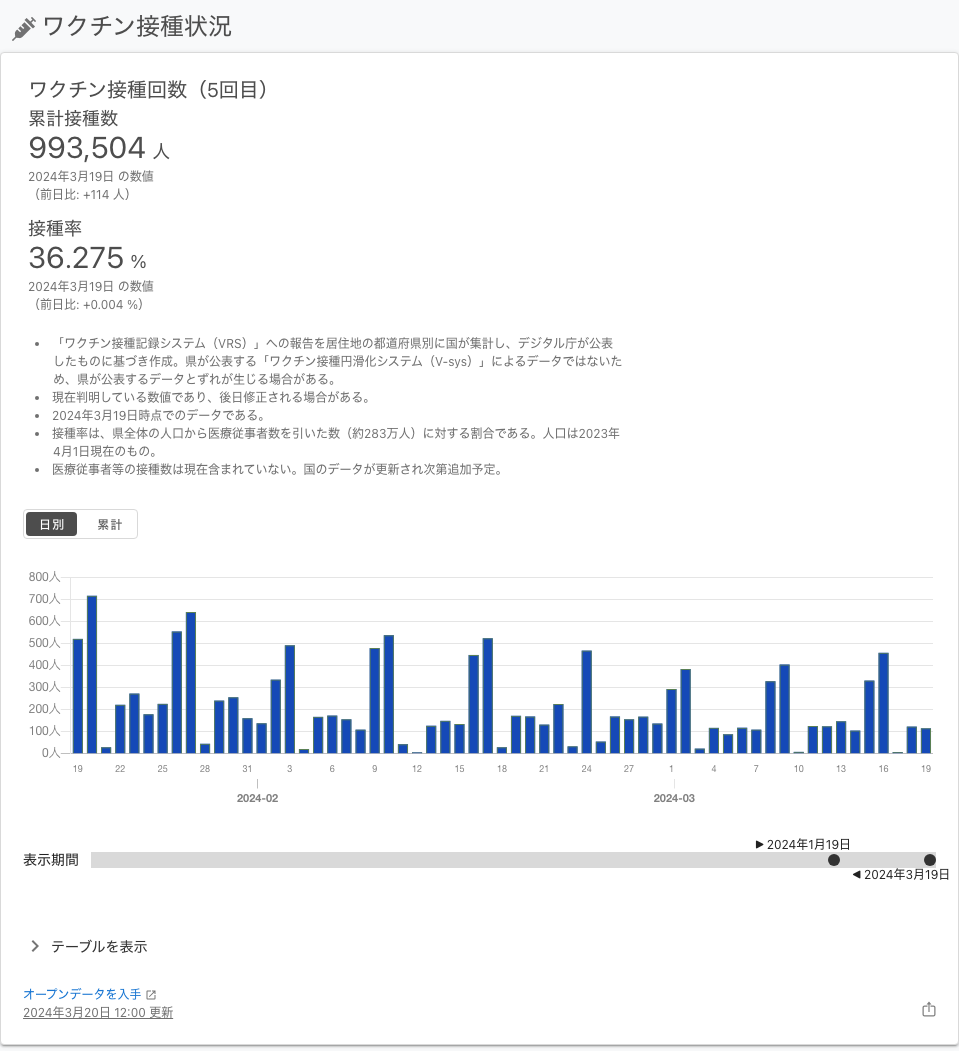 ワクチン接種状況
ワクチン接種回数（5回目）
累計接種数
993,504 人
2024年3月19日 の数値
（前日比: +114 人）
接種率
36.275 %
2024年3月19日 の数値
（前日比: +0.004 %）
• 「ワクチン接種記録システム（VRS）」への報告を居住地の都道府県別に国が集計し、デジタル庁が公表
したものに基づき作成。県が公表する「ワクチン接種円滑化システム（V-sys）」によるデータではないた
め、県が公表するデータとずれが生じる場合がある。
• 現在判明している数値であり、後日修正される場合がある。
• 2024年3月19日時点でのデータである。
• 接種率は、県全体の人口から医療従事者数を引いた数（約283万人）に対する割合である。人口は2023年
4月1日現在のもの。
• 医療従事者等の接種数は現在含まれていない。国のデータが更新され次第追加予定。
日別 累計
800人
700人
600人
500人
400人
300人
200人
100人
0人
19 22 25 28 31 3 6 9 12 15 18 21 24 27 1 4 7 10 13 16 19
2024-02 2024-03
▶ 2024年1月19日
表示期間
◀ 2024年3月19日
テーブルを表示
オープンデータを入手
2024年3月20日 12:00 更新